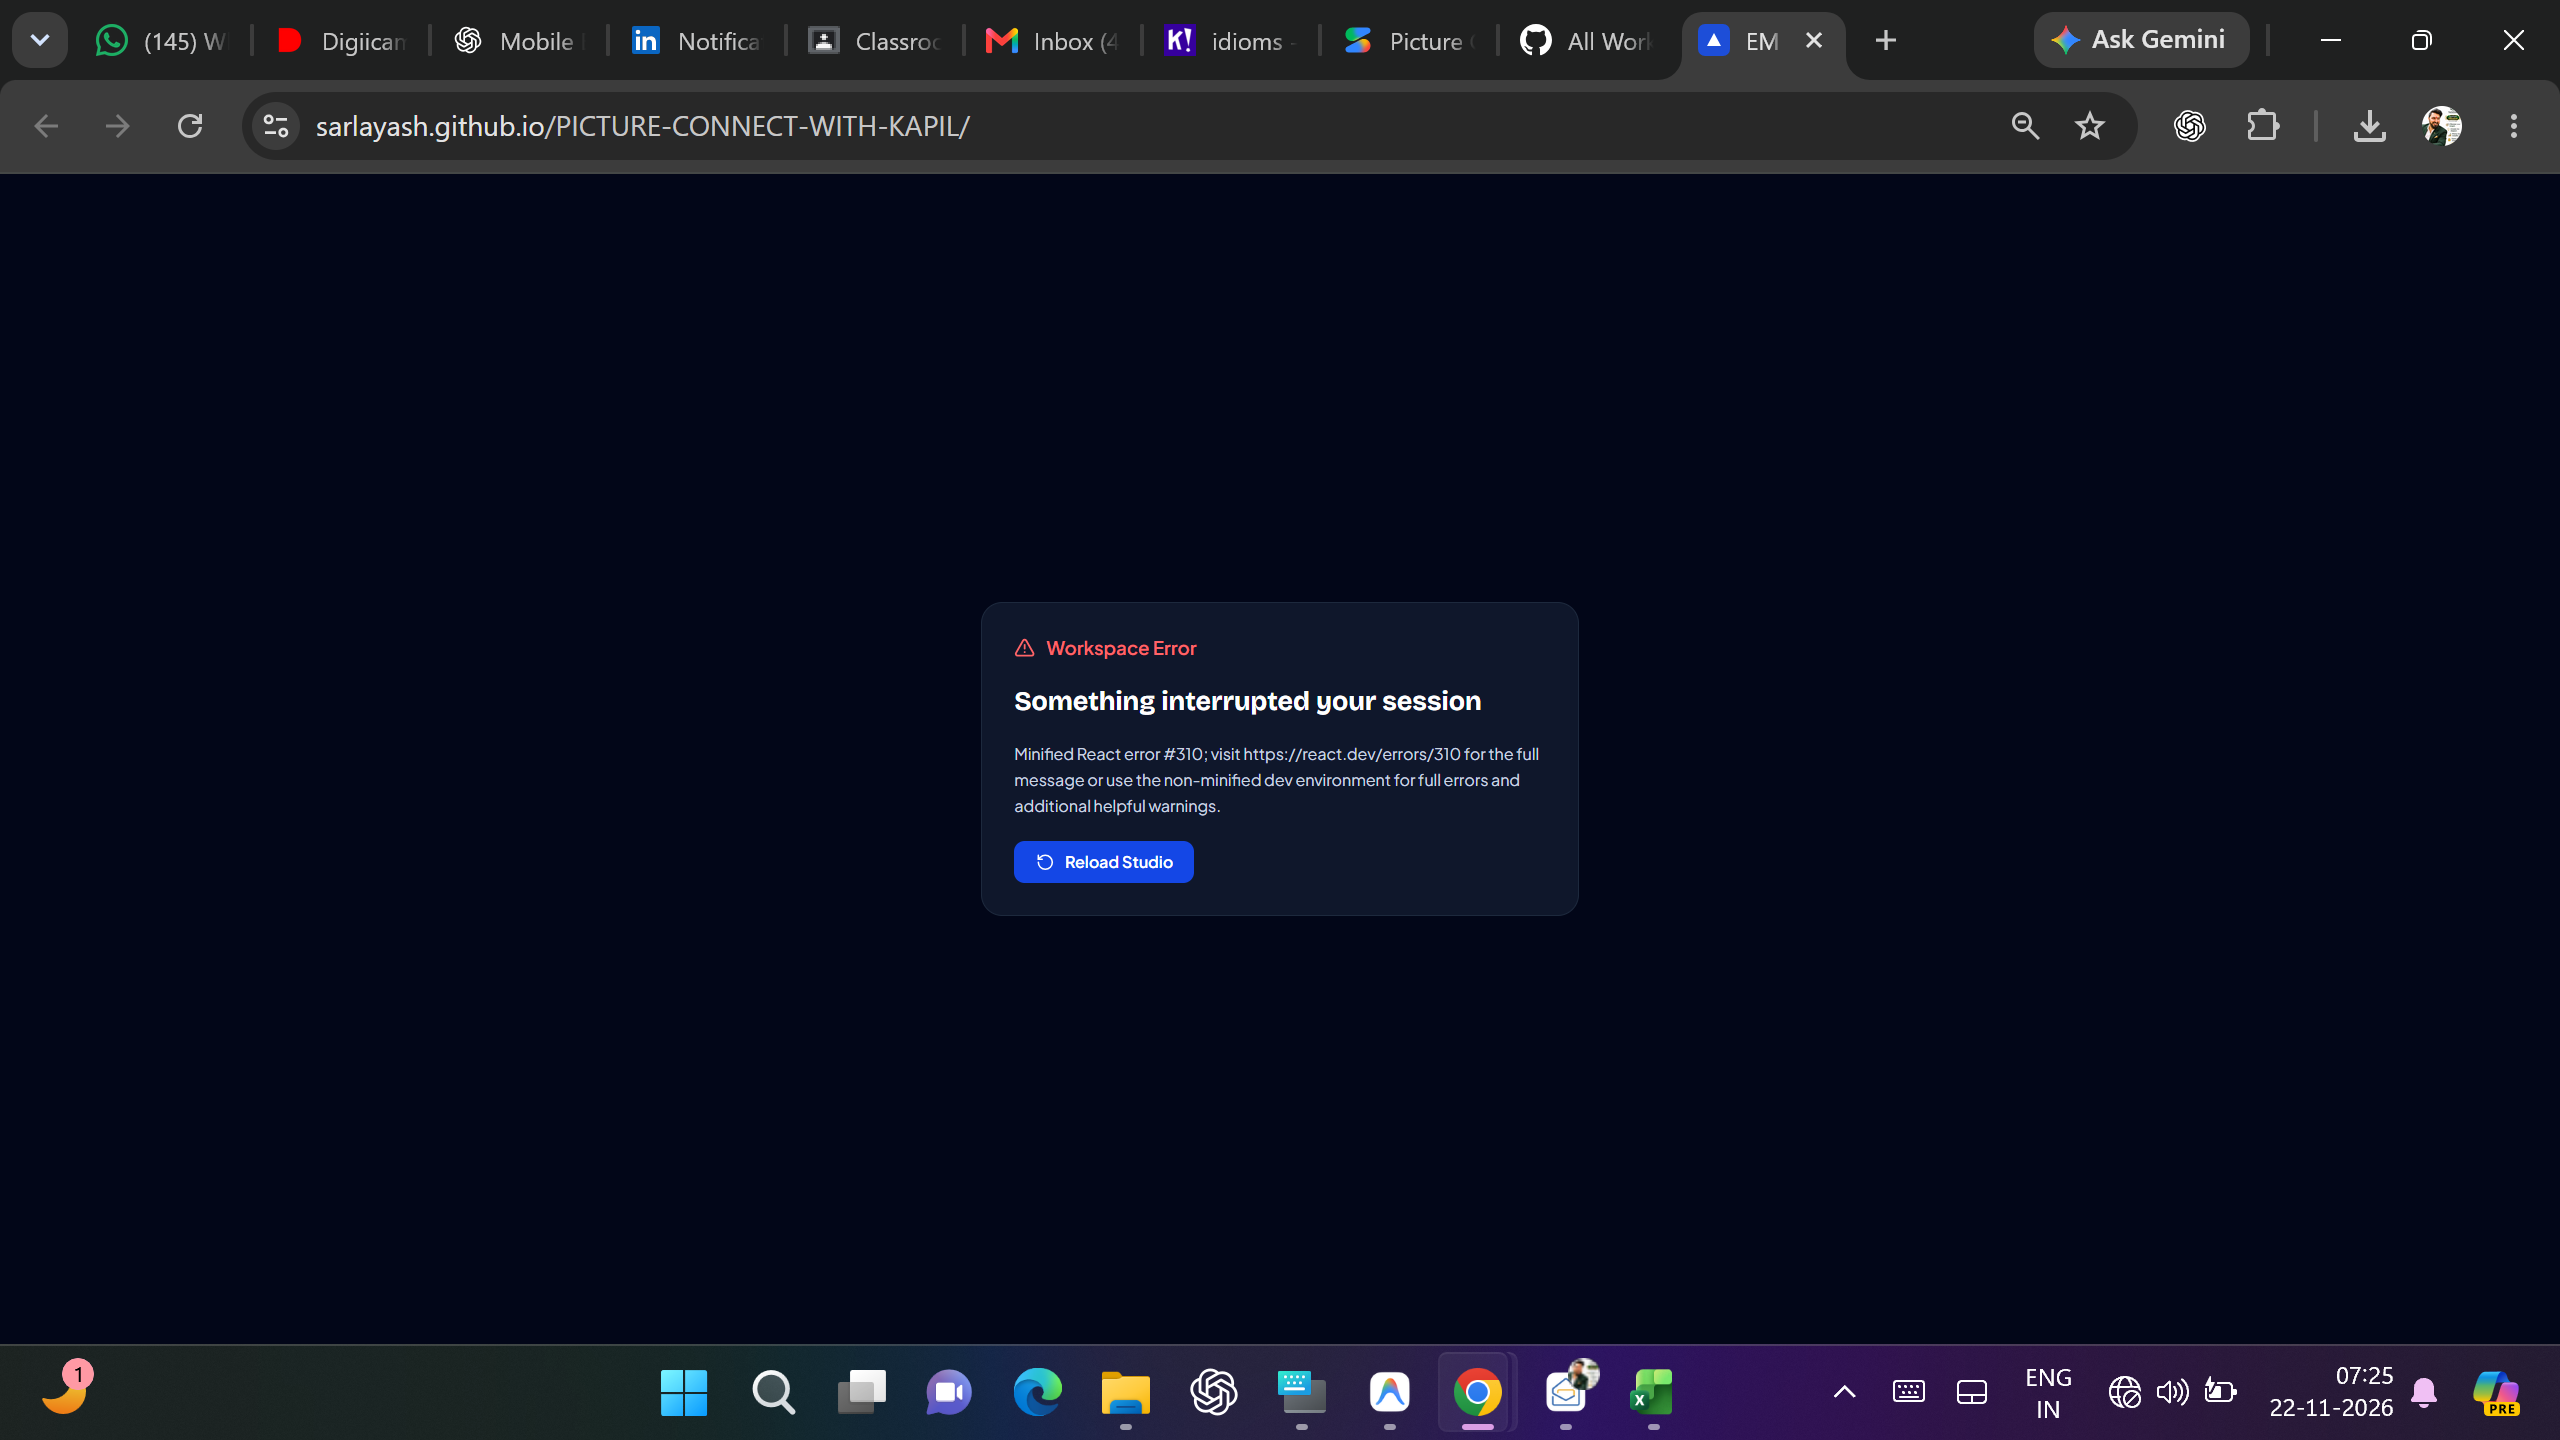 (145) W
Digiican
Mobile
Notifica
Classroo
Inbox (4
K! idioms -
Picture
All Work
EM
Ask Gemini
sarlayash.github.io/PICTURE-CONNECT-WITH-KAPIL/
Workspace Error
Something interrupted your session
Minified React error #310; visit https://react.dev/errors/310 for the full
message or use the non-minified dev environment for full errors and
additional helpful warnings.
Reload Studio
1
ENG
IN
07:25
22-11-2026
PRE